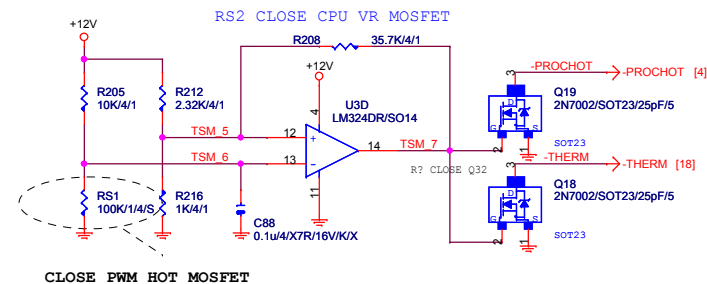 RS2 CLOSE CPU VR MOSFET
+12V
R208
35.7K/4/1
+12V
R205
10K/4/1
R212
2.32K/4/1
U3D
LM324DR/SO14
4
TSM_5
12
+
TSM_6
13
-
14
TSM_7
11
R? CLOSE Q32
RS1
100K/1/4/S
R216
1K/4/1
C88
0.1u/4/X7R/16V/K/X
3
-PROCHOT
-PROCHOT [4]
Q19
2N7002/SOT23/25pF/5
D
G
S
2
1
SOT23
3
-THERM
-THERM [18]
Q18
2N7002/SOT23/25pF/5
D
G
S
2
1
SOT23
CLOSE PWM HOT MOSFET